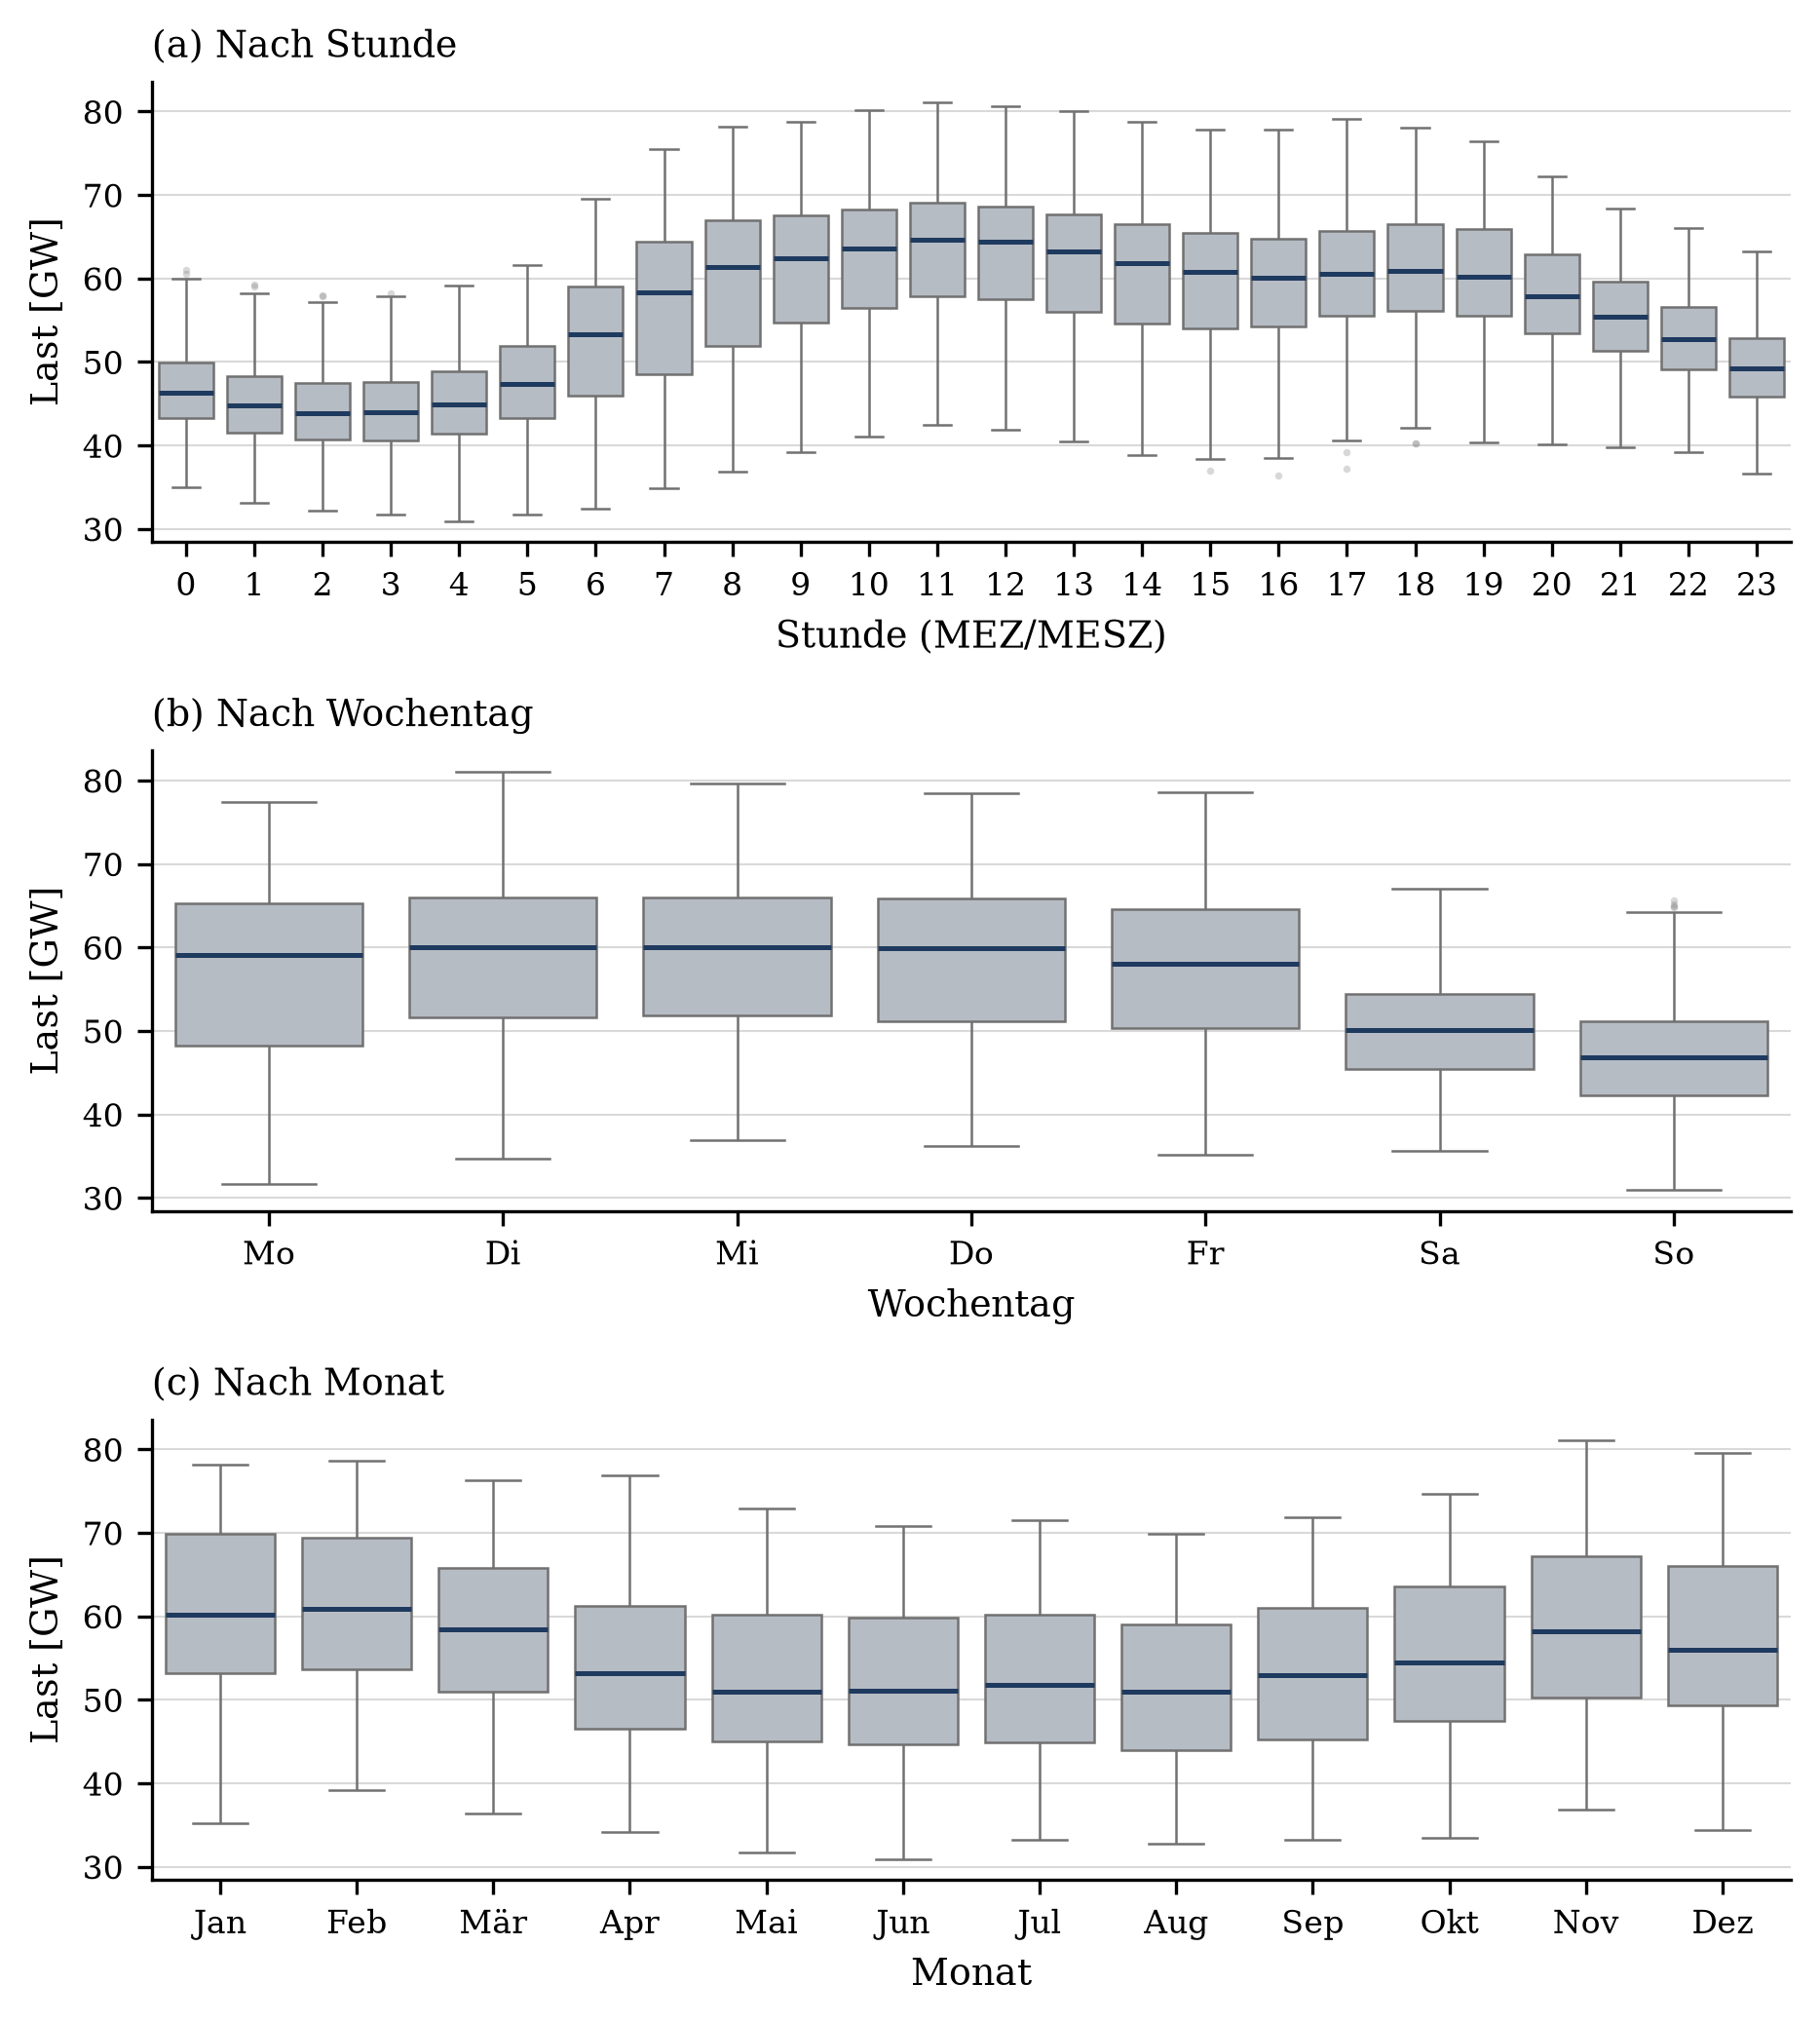 (a) Nach Stunde
Last [GW]
80
70
60
50
40
30
0 1 2 3 4 5 6 7 8 9 10 11 12 13 14 15 16 17 18 19 20 21 22 23
Stunde (MEZ/MESZ)
(b) Nach Wochentag
Last [GW]
80
70
60
50
40
30
Mo Di Mi Do Fr Sa So
Wochentag
(c) Nach Monat
Last [GW]
80
70
60
50
40
30
Jan Feb Mär Apr Mai Jun Jul Aug Sep Okt Nov Dez
Monat